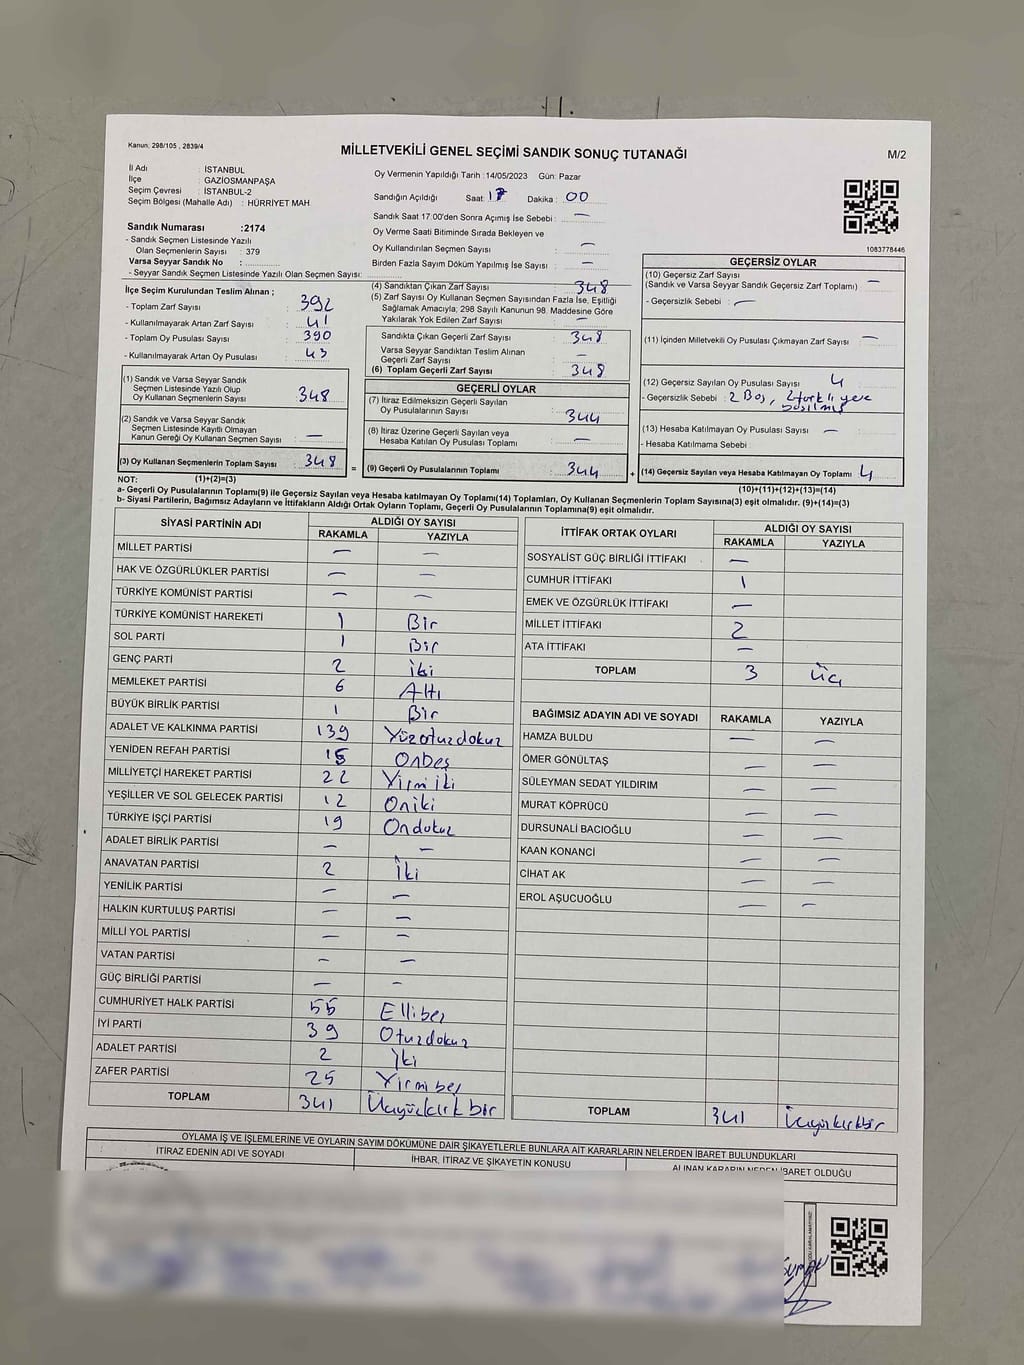 Kanun, 298/105 , 2839/4
MİLLETVEKİLİ GENEL SEÇİMİ SANDIK SONUÇ TUTANAĞI
M/2
İl Adı : İSTANBUL
İlçe : GAZİOSMANPAŞA
Seçim Çevresi : İSTANBUL-2
Seçim Bölgesi (Mahalle Adı) : HÜRRİYET MAH
Sandık Numarası :2174
- Sandık Seçmen Listesinde Yazılı
Olan Seçmenlerin Sayısı : 379
Varsa Seyyar Sandık No :
- Seyyar Sandık Seçmen Listesinde Yazılı Olan Seçmen Sayısı:
Oy Vermenin Yapıldığı Tarih :14/05/2023 Gün: Pazar
Sandığın Açıldığı Saat: 17 Dakika : 00
Sandık Saat 17:00'den Sonra Açımış İse Sebebi : —
Oy Verme Saati Bitiminde Sırada Bekleyen ve
Oy Kullandırılan Seçmen Sayısı : —
Birden Fazla Sayım Döküm Yapılmış İse Sayısı : —
1083778446
İlçe Seçim Kurulundan Teslim Alınan ;
- Toplam Zarf Sayısı : 392
- Kullanılmayarak Artan Zarf Sayısı : 41
- Toplam Oy Pusulası Sayısı : 390
- Kullanılmayarak Artan Oy Pusulası : 43
(4) Sandıktan Çıkan Zarf Sayısı : 348
(5) Zarf Sayısı Oy Kullanan Seçmen Sayısından Fazla İse, Eşitliği
Sağlamak Amacıyla; 298 Sayılı Kanunun 98. Maddesine Göre
Yakılarak Yok Edilen Zarf Sayısı : —
Sandıkta Çıkan Geçerli Zarf Sayısı : 348
Varsa Seyyar Sandıktan Teslim Alınan
Geçerli Zarf Sayısı : —
(6) Toplam Geçerli Zarf Sayısı : 348
GEÇERSİZ OYLAR
(10) Geçersiz Zarf Sayısı
(Sandık ve Varsa Seyyar Sandık Geçersiz Zarf Toplamı) : —
- Geçersizlik Sebebi : —
(11) İçinden Milletvekili Oy Pusulası Çıkmayan Zarf Sayısı : —
(12) Geçersiz Sayılan Oy Pusulası Sayısı : 4
- Geçersizlik Sebebi : 2 Boş, 2 farklı yere
basılmış
(13) Hesaba Katılmayan Oy Pusulası Sayısı : —
- Hesaba Katılmama Sebebi :
(14) Geçersiz Sayılan veya Hesaba Katılmayan Oy Toplamı : 4
(10)+(11)+(12)+(13)=(14)
(1) Sandık ve Varsa Seyyar Sandık
Seçmen Listesinde Yazılı Olup
Oy Kullanan Seçmenlerin Sayısı : 348
(2) Sandık ve Varsa Seyyar Sandık
Seçmen Listesinde Kayıtlı Olmayan
Kanun Gereği Oy Kullanan Seçmen Sayısı : —
(3) Oy Kullanan Seçmenlerin Toplam Sayısı : 348 =
GEÇERLİ OYLAR
(7) İtiraz Edilmeksizin Geçerli Sayılan
Oy Pusulalarının Sayısı : 344
(8) İtiraz Üzerine Geçerli Sayılan veya
Hesaba Katılan Oy Pusulası Toplamı : —
(9) Geçerli Oy Pusulalarının Toplamı : 344 +
NOT: (1)+(2)=(3)
a- Geçerli Oy Pusulalarının Toplamı(9) ile Geçersiz Sayılan veya Hesaba katılmayan Oy Toplamı(14) Toplamları, Oy Kullanan Seçmenlerin Toplam Sayısına(3) eşit olmalıdır. (9)+(14)=(3)
b- Siyasi Partilerin, Bağımsız Adayların ve İttifakların Aldığı Ortak Oyların Toplamı, Geçerli Oy Pusulalarının Toplamına(9) eşit olmalıdır.
SİYASİ PARTİNİN ADI ALDIĞI OY SAYISI
RAKAMLA YAZIYLA
MİLLET PARTİSİ — —
HAK VE ÖZGÜRLÜKLER PARTİSİ — —
TÜRKİYE KOMÜNİST PARTİSİ — —
TÜRKİYE KOMÜNİST HAREKETİ 1 Bir
SOL PARTİ 1 Bir
GENÇ PARTİ 2 iki
MEMLEKET PARTİSİ 6 Altı
BÜYÜK BİRLİK PARTİSİ 1 Bir
ADALET VE KALKINMA PARTİSİ 139 Yüzotuzdokuz
YENİDEN REFAH PARTİSİ 15 Onbeş
MİLLİYETÇİ HAREKET PARTİSİ 22 Yirmi iki
YEŞİLLER VE SOL GELECEK PARTİSİ 12 Oniki
TÜRKİYE İŞÇİ PARTİSİ 19 Ondokuz
ADALET BİRLİK PARTİSİ — —
ANAVATAN PARTİSİ 2 İki
YENİLİK PARTİSİ — —
HALKIN KURTULUŞ PARTİSİ — —
MİLLİ YOL PARTİSİ — —
VATAN PARTİSİ — —
GÜÇ BİRLİĞİ PARTİSİ — —
CUMHURİYET HALK PARTİSİ 55 Ellibeş
İYİ PARTİ 39 Otuzdokuz
ADALET PARTİSİ 2 İki
ZAFER PARTİSİ 25 Yirmibeş
TOPLAM 341 Üçyüzkırkbir
İTTİFAK ORTAK OYLARI ALDIĞI OY SAYISI
RAKAMLA YAZIYLA
SOSYALIST GÜÇ BİRLİĞİ İTTİFAKI —
CUMHUR İTTİFAKI 1
EMEK VE ÖZGÜRLÜK İTTİFAKI —
MİLLET İTTİFAKI 2
ATA İTTİFAKI —
TOPLAM 3 Üç
BAĞIMSIZ ADAYIN ADI VE SOYADI RAKAMLA YAZIYLA
HAMZA BULDU — —
ÖMER GÖNÜLTAŞ — —
SÜLEYMAN SEDAT YILDIRIM — —
MURAT KÖPRÜCÜ — —
DURSUNALİ BACIOĞLU — —
KAAN KONANCİ — —
CİHAT AK — —
EROL AŞUCUOĞLU — —
TOPLAM 341
OYLAMA İŞ VE İŞLEMLERİNE VE OYLARIN SAYIM DÖKÜMÜNE DAİR ŞİKAYETLERLE BUNLARA AİT KARARLARIN NELERDEN İBARET BULUNDUKLARI
İTİRAZ EDENİN ADI VE SOYADI İHBAR, İTİRAZ VE ŞİKAYETİN KONUSU ALINAN KARARIN NEDEN İBARET OLDUĞU